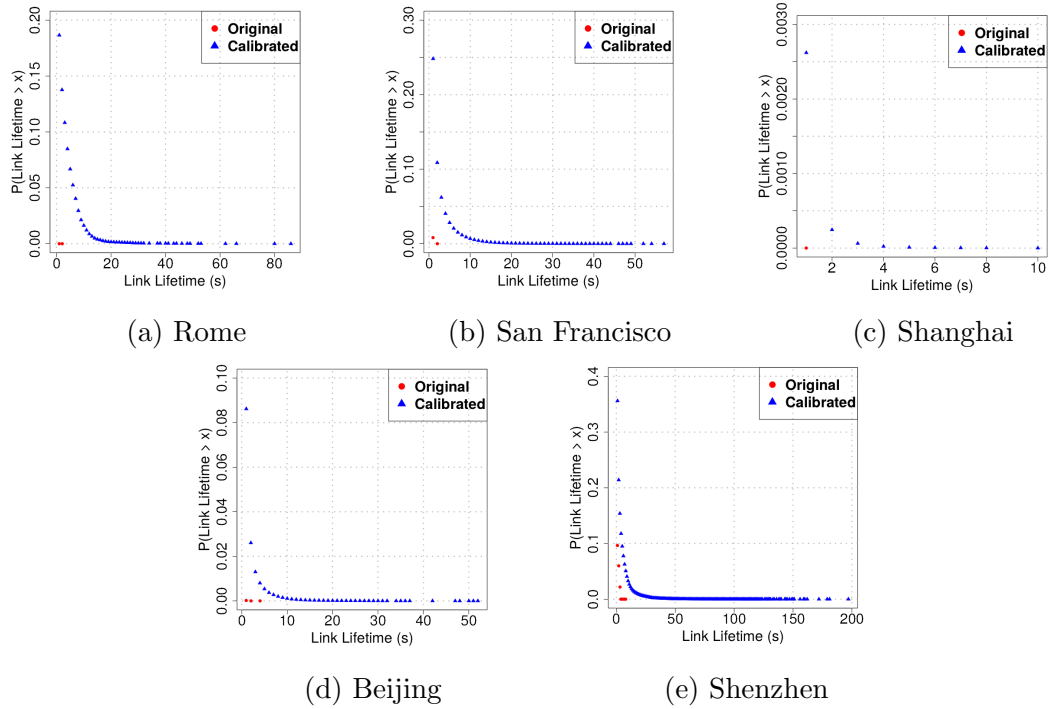 Original
Calibrated
P(Link Lifetime > x)
0.00 0.05 0.10 0.15 0.20
0 20 40 60 80
Link Lifetime (s)
(a) Rome
Original
Calibrated
P(Link Lifetime > x)
0.00 0.10 0.20 0.30
0 10 20 30 40 50
Link Lifetime (s)
(b) San Francisco
Original
Calibrated
P(Link Lifetime > x)
0.0000 0.0010 0.0020 0.0030
2 4 6 8 10
Link Lifetime (s)
(c) Shanghai
Original
Calibrated
P(Link Lifetime > x)
0.00 0.02 0.04 0.06 0.08 0.10
0 10 20 30 40 50
Link Lifetime (s)
(d) Beijing
Original
Calibrated
P(Link Lifetime > x)
0.0 0.1 0.2 0.3 0.4
0 50 100 150 200
Link Lifetime (s)
(e) Shenzhen